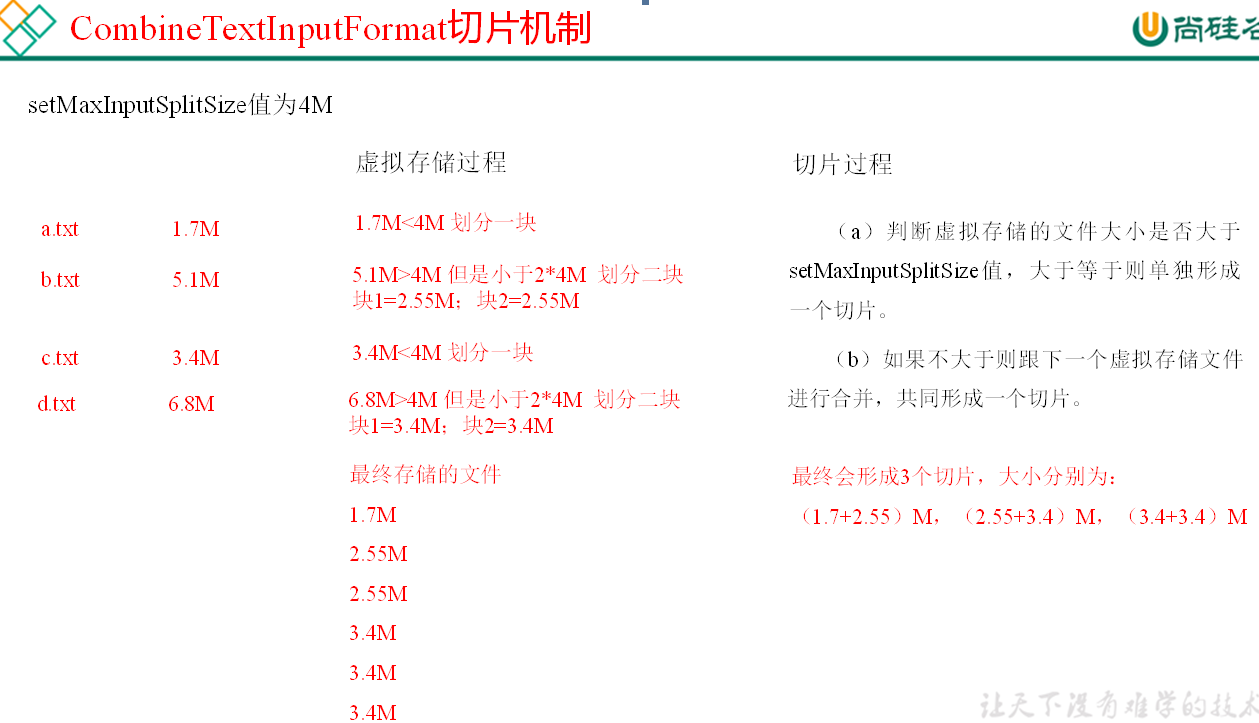 CombineTextInputFormat切片机制
尚硅谷
setMaxInputSplitSize值为4M
虚拟存储过程
切片过程
a.txt 1.7M 1.7M<4M 划分一块
b.txt 5.1M 5.1M>4M 但是小于2*4M 划分二块
块1=2.55M；块2=2.55M
c.txt 3.4M 3.4M<4M 划分一块
d.txt 6.8M 6.8M>4M 但是小于2*4M 划分二块
块1=3.4M；块2=3.4M
最终存储的文件
1.7M
2.55M
2.55M
3.4M
3.4M
3.4M
（a）判断虚拟存储的文件大小是否大于
setMaxInputSplitSize值，大于等于则单独形成
一个切片。
（b）如果不大于则跟下一个虚拟存储文件
进行合并，共同形成一个切片。
最终会形成3个切片，大小分别为：
（1.7+2.55）M，（2.55+3.4）M，（3.4+3.4）M
让天下没有难学的技术